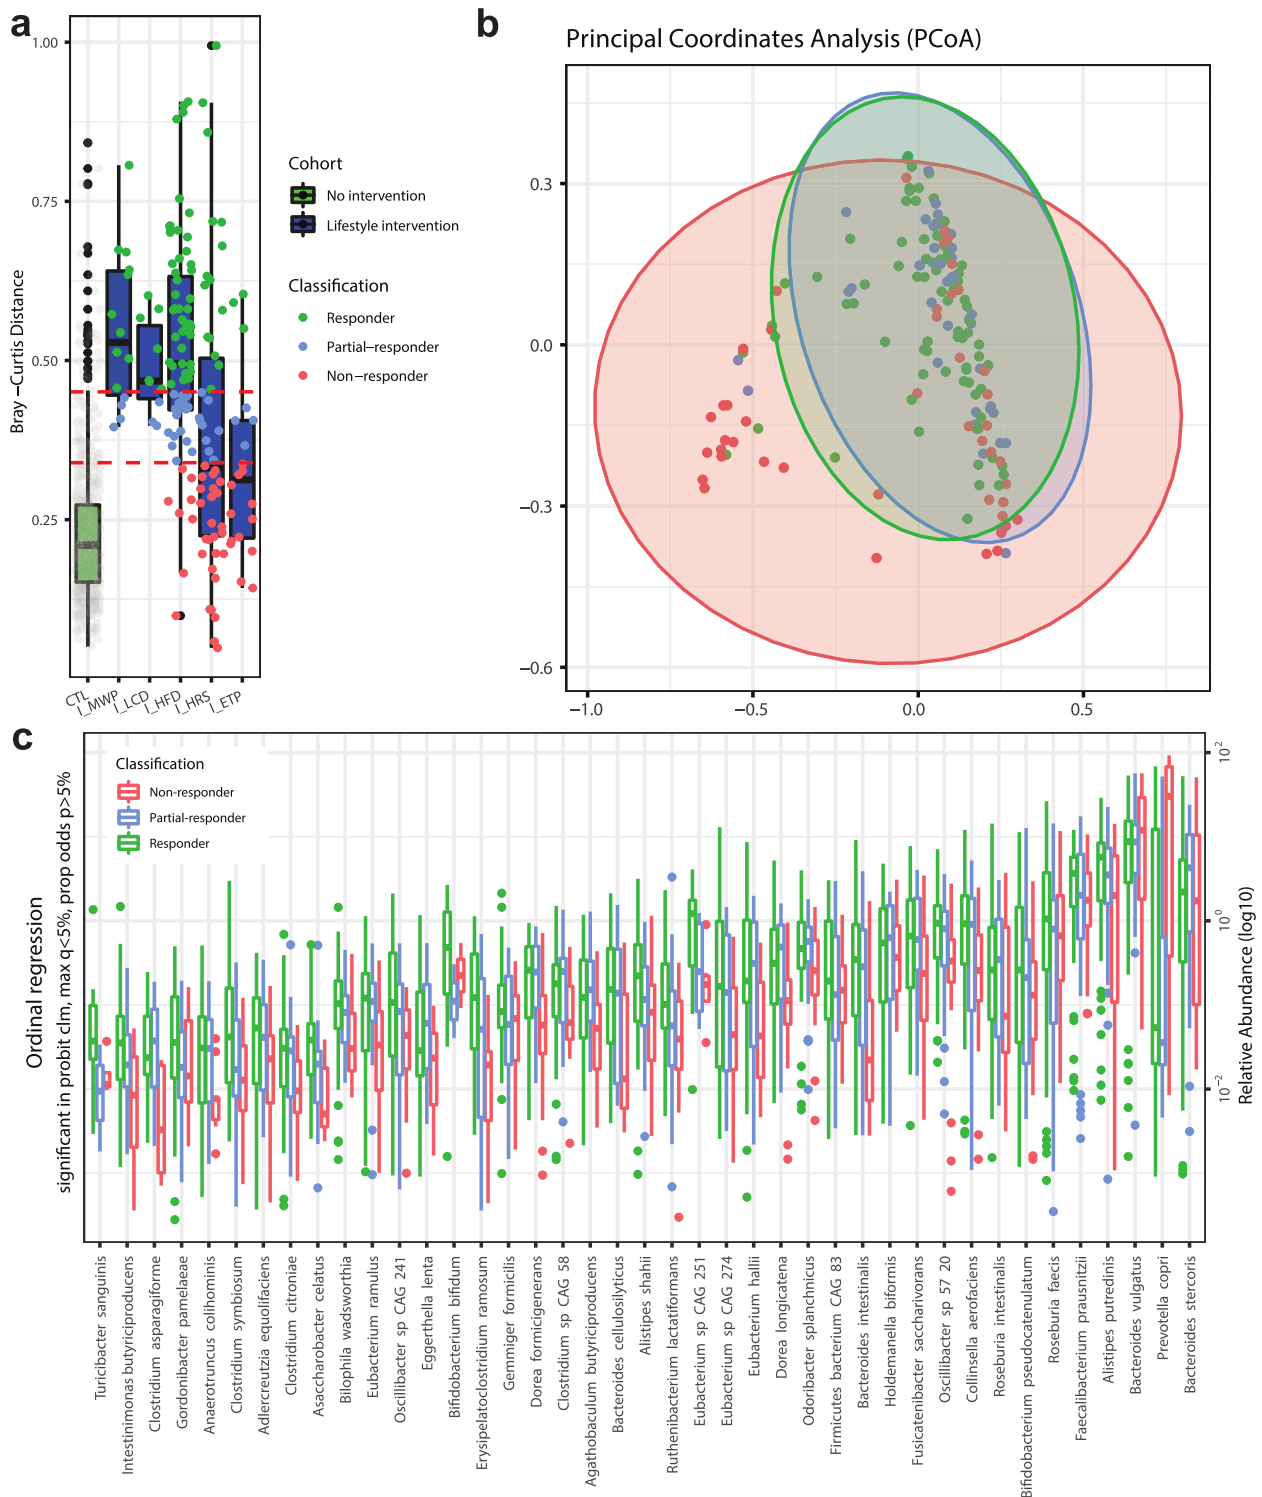 a
Bray –Curtis Distance
1.00
0.75
0.50
0.25
CTL
I_MWP
I_LCD
I_HFD
I_HRS
I_ETP
Cohort
No intervention
Lifestyle intervention
Classification
Responder
Partial–responder
Non–responder
b
Principal Coordinates Analysis (PCoA)
0.3
0.0
−0.3
−0.6
−1.0
−0.5
0.0
0.5
c
Ordinal regression
significant in probit clm, max q<5%, prop odds p>5%
Classification
Non-responder
Partial-responder
Responder
10^2
10^0
10^-2
Relative Abundance (log10)
Turicibacter sanguinis
Intestinimonas butyriciproducens
Clostridium asparagiforme
Gordonibacter pamelaeae
Anaerotruncus colihominis
Clostridium symbiosum
Adlercreutzia equolifaciens
Clostridium citroniae
Asaccharobacter celatus
Bilophila wadsworthia
Eubacterium ramulus
Oscillibacter sp CAG 241
Eggerthella lenta
Bifidobacterium bifidum
Erysipelatoclostridium ramosum
Gemmiger formicilis
Dorea formicigenerans
Clostridium sp CAG 58
Agathobaculum butyriciproducens
Bacteroides cellulosilyticus
Alistipes shahii
Ruthenibacterium lactatiformans
Eubacterium sp CAG 251
Eubacterium sp CAG 274
Eubacterium hallii
Dorea longicatena
Odoribacter splanchnicus
Firmicutes bacterium CAG 83
Bacteroides intestinalis
Holdemanella biformis
Fusicatenibacter saccharivorans
Oscillibacter sp 57 20
Collinsella aerofaciens
Roseburia intestinalis
Bifidobacterium pseudocatenulatum
Roseburia faecis
Faecalibacterium prausnitzii
Alistipes putredinis
Bacteroides vulgatus
Prevotella copri
Bacteroides stercoris